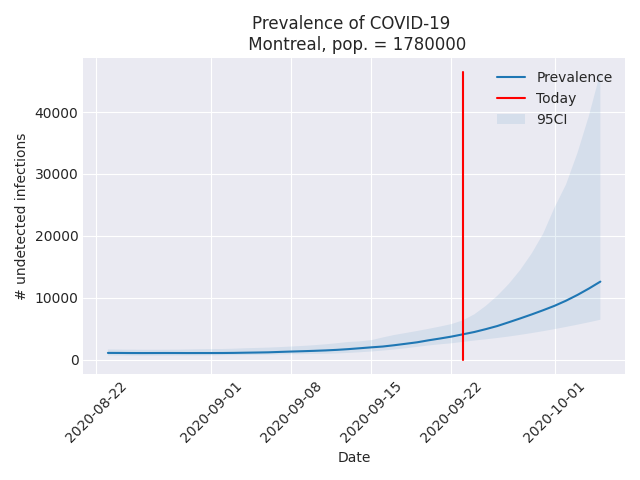 Prevalence of COVID-19
Montreal, pop. = 1780000
Prevalence
Today
95CI
# undetected infections
40000
30000
20000
10000
0
2020-08-22
2020-09-01
2020-09-08
2020-09-15
2020-09-22
2020-10-01
Date